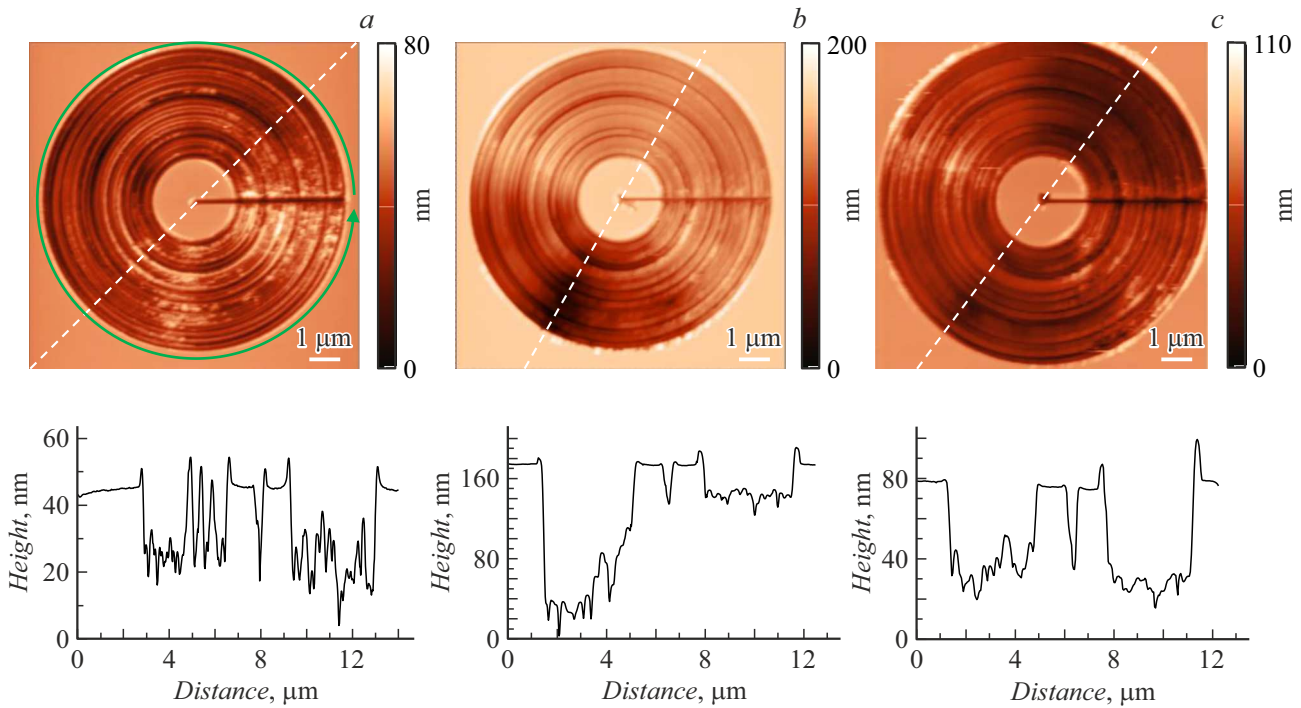 a
80
nm
0
1 μm
b
200
nm
0
1 μm
c
110
nm
0
1 μm
60
40
20
0
Height, nm
0 4 8 12
Distance, μm
160
80
0
Height, nm
0 4 8 12
Distance, μm
80
40
0
Height, nm
0 4 8 12
Distance, μm